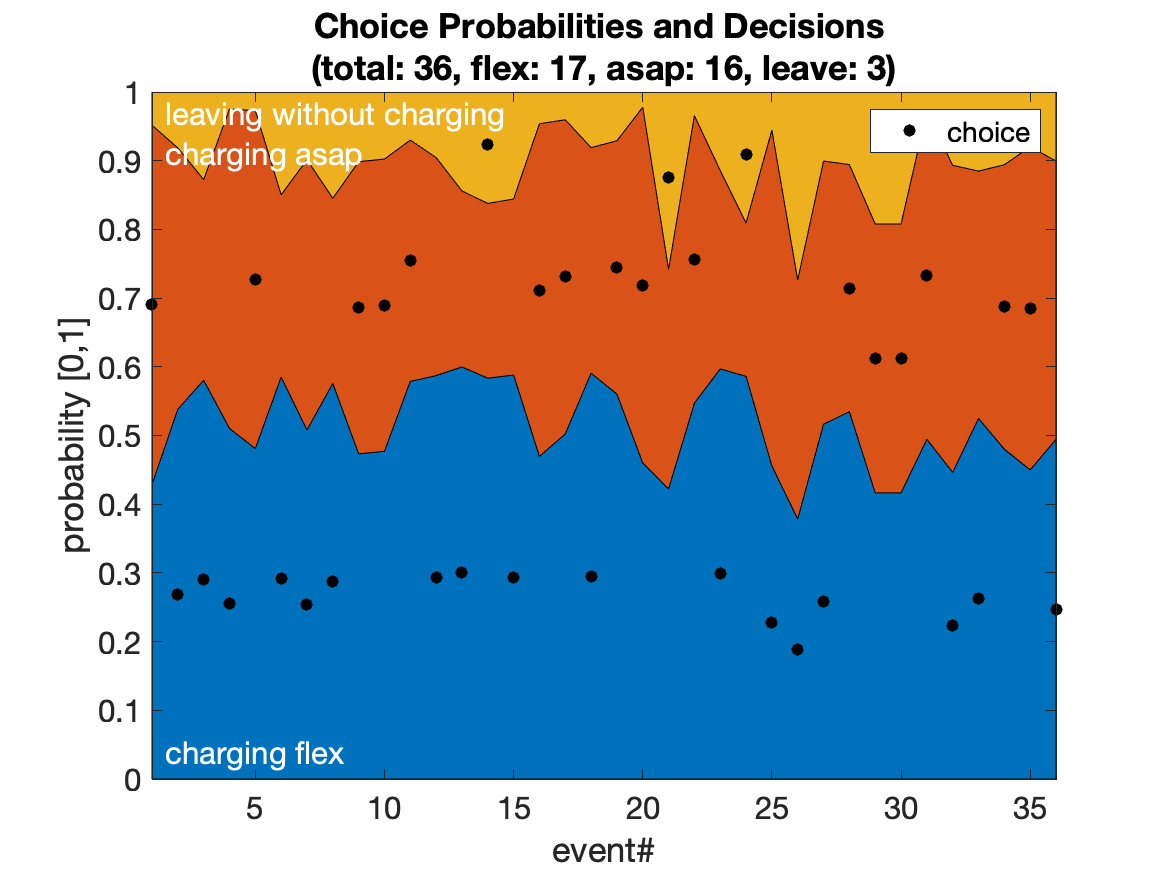 Choice Probabilities and Decisions
(total: 36, flex: 17, asap: 16, leave: 3)
1
leaving without charging
choice
charging asap
0.9
0.8
0.7
0.6
0.5
0.4
0.3
0.2
0.1
0
probability [0,1]
charging flex
5 10 15 20 25 30 35
event#